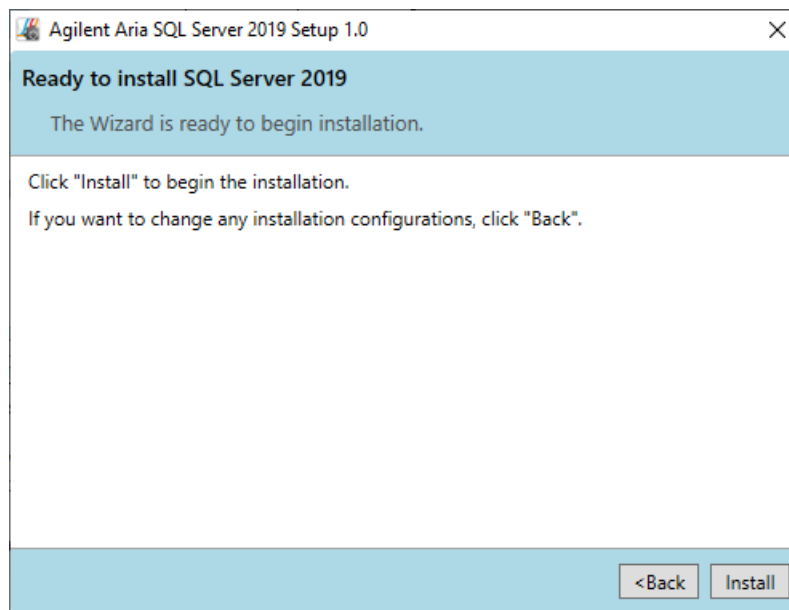 Agilent Aria SQL Server 2019 Setup 1.0
Ready to install SQL Server 2019
The Wizard is ready to begin installation.
Click "Install" to begin the installation.
If you want to change any installation configurations, click "Back".
<Back Install